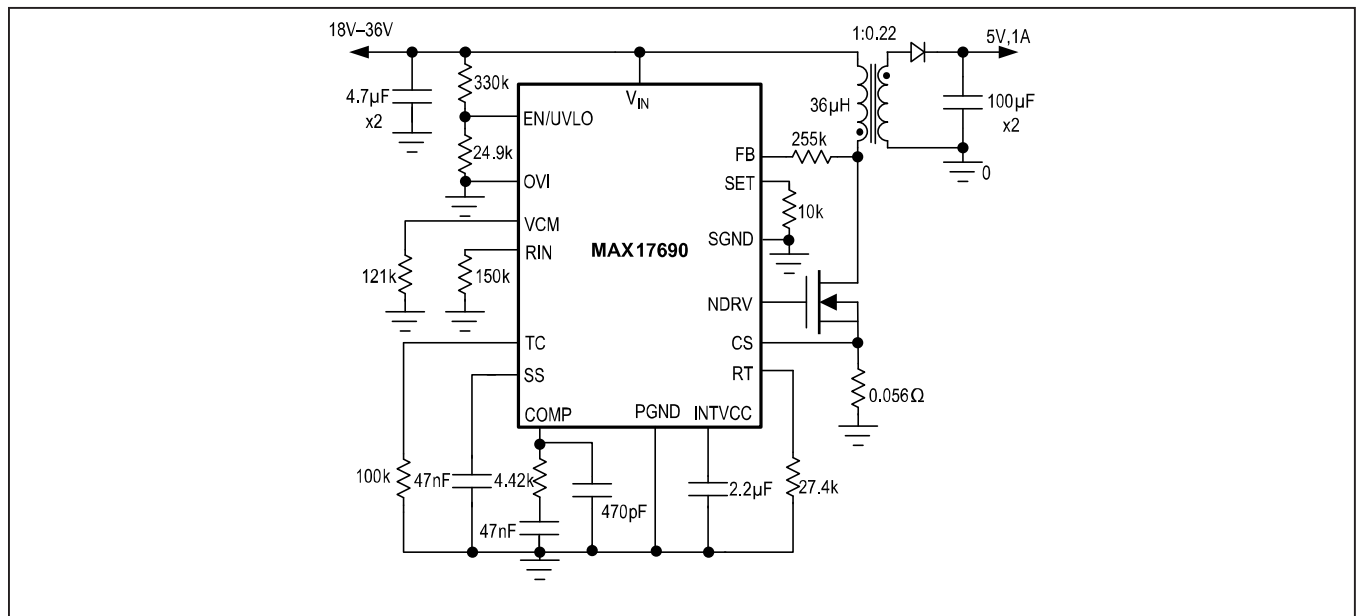 18V–36V
1:0.22
5V,1A
4.7µF
x2
330k
EN/UVLO
24.9k
OVI
VIN
36µH
100µF
x2
0
FB
255k
SET
10k
SGND
VCM
RIN
MAX17690
121k
150k
NDRV
CS
RT
0.056Ω
TC
SS
COMP
PGND
INTVCC
100k
47nF
4.42k
47nF
470pF
2.2µF
27.4k